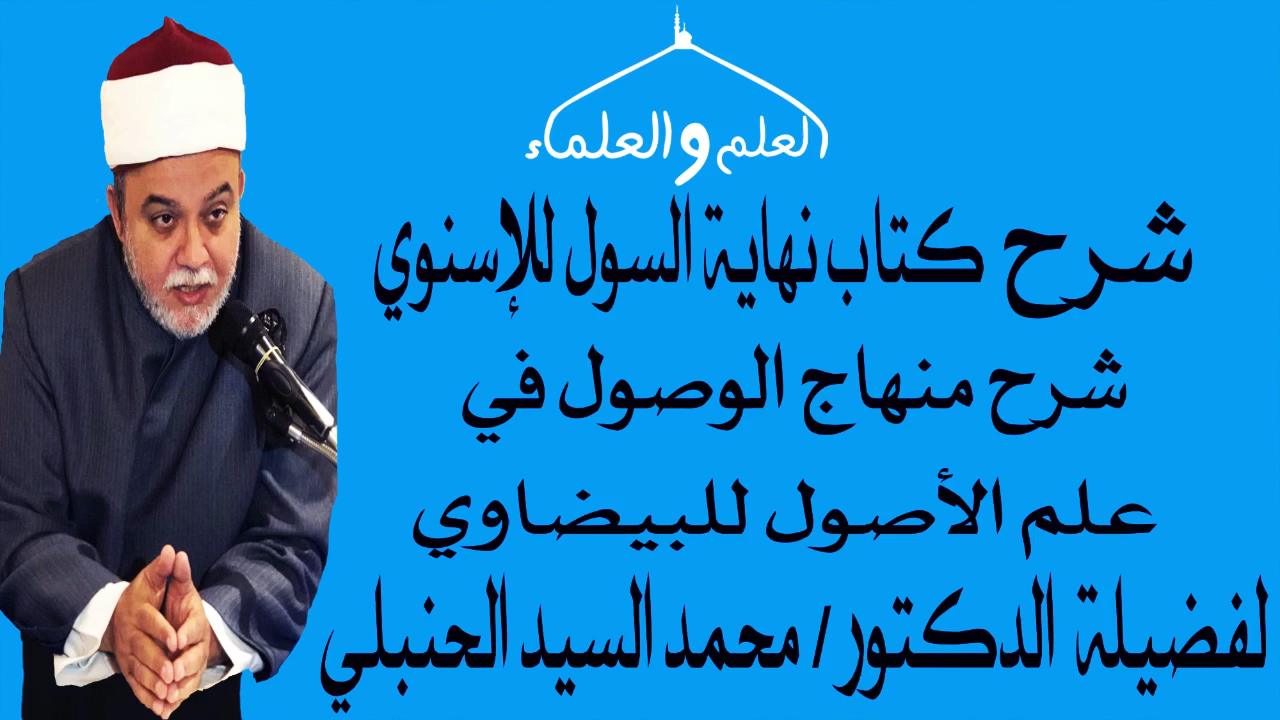 العلم والعلماء
شرح كتاب نهاية السول للإسنوي
شرح منهاج الوصول في
علم الأصول للبيضاوي
لفضيلة الدكتور / محمد السيد الحنبلي